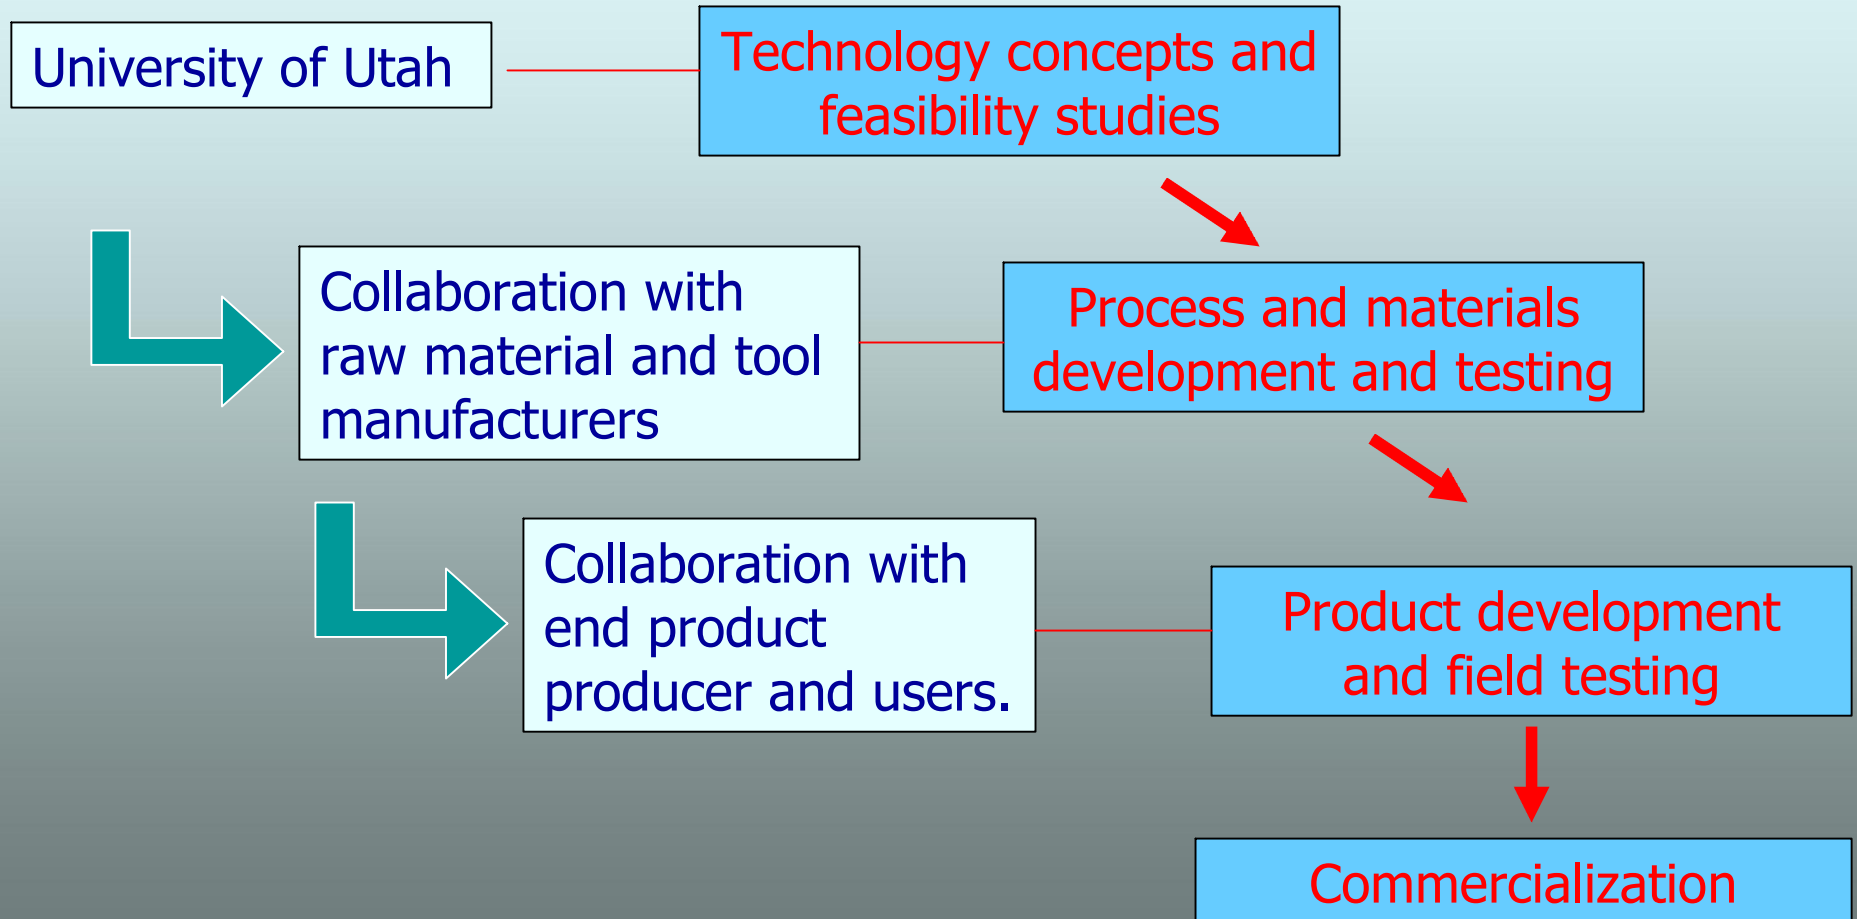 University of Utah
Technology concepts and
feasibility studies
Collaboration with
raw material and tool
manufacturers
Process and materials
development and testing
Collaboration with
end product
producer and users.
Product development
and field testing
Commercialization